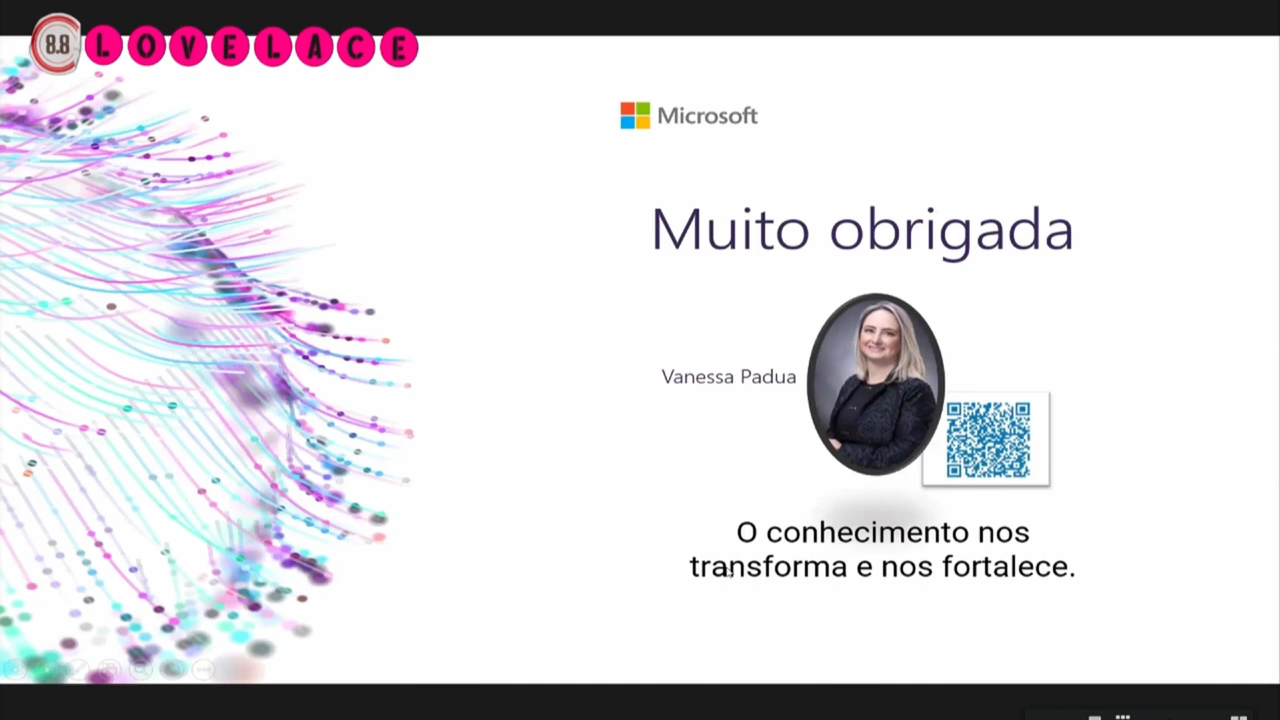 8.8 LOVELACE
Microsoft
Muito obrigada
Vanessa Padua
O conhecimento nos
transforma e nos fortalece.